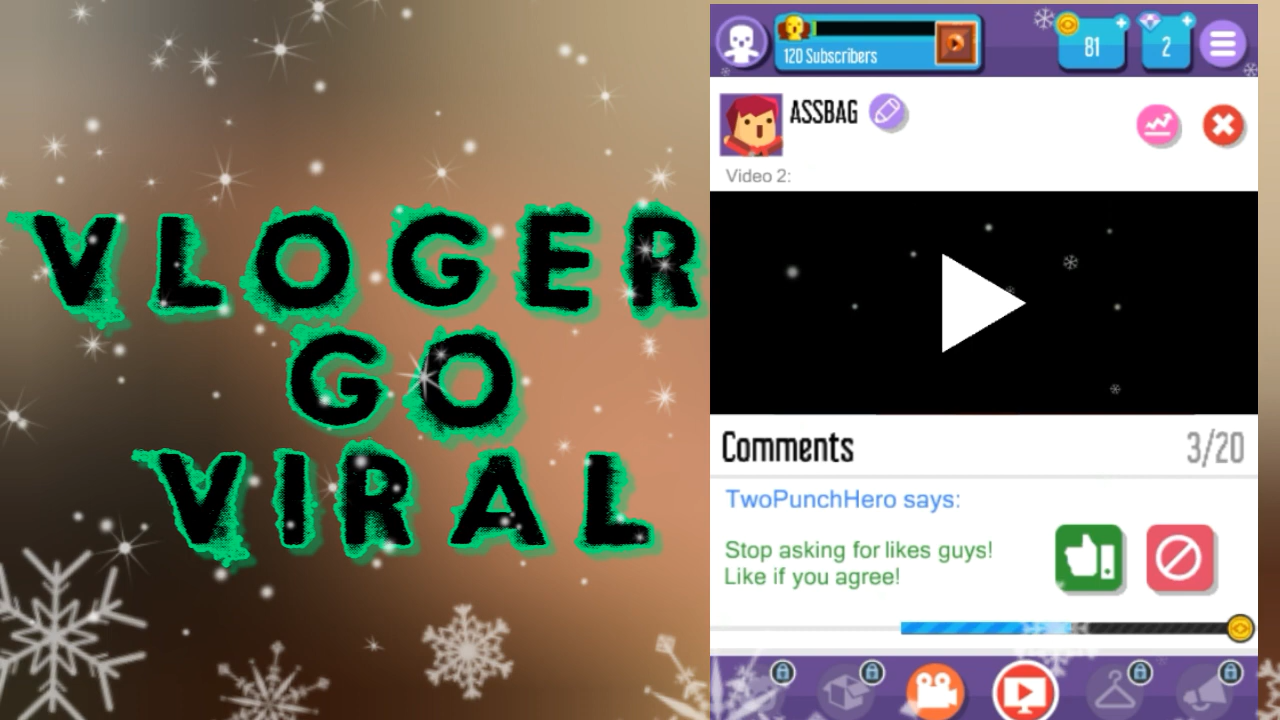 VLOGER
GO
VIRAL
120 Subscribers
81
2
ASSBAG
Video 2:
Comments
3/20
TwoPunchHero says:
Stop asking for likes guys!
Like if you agree!